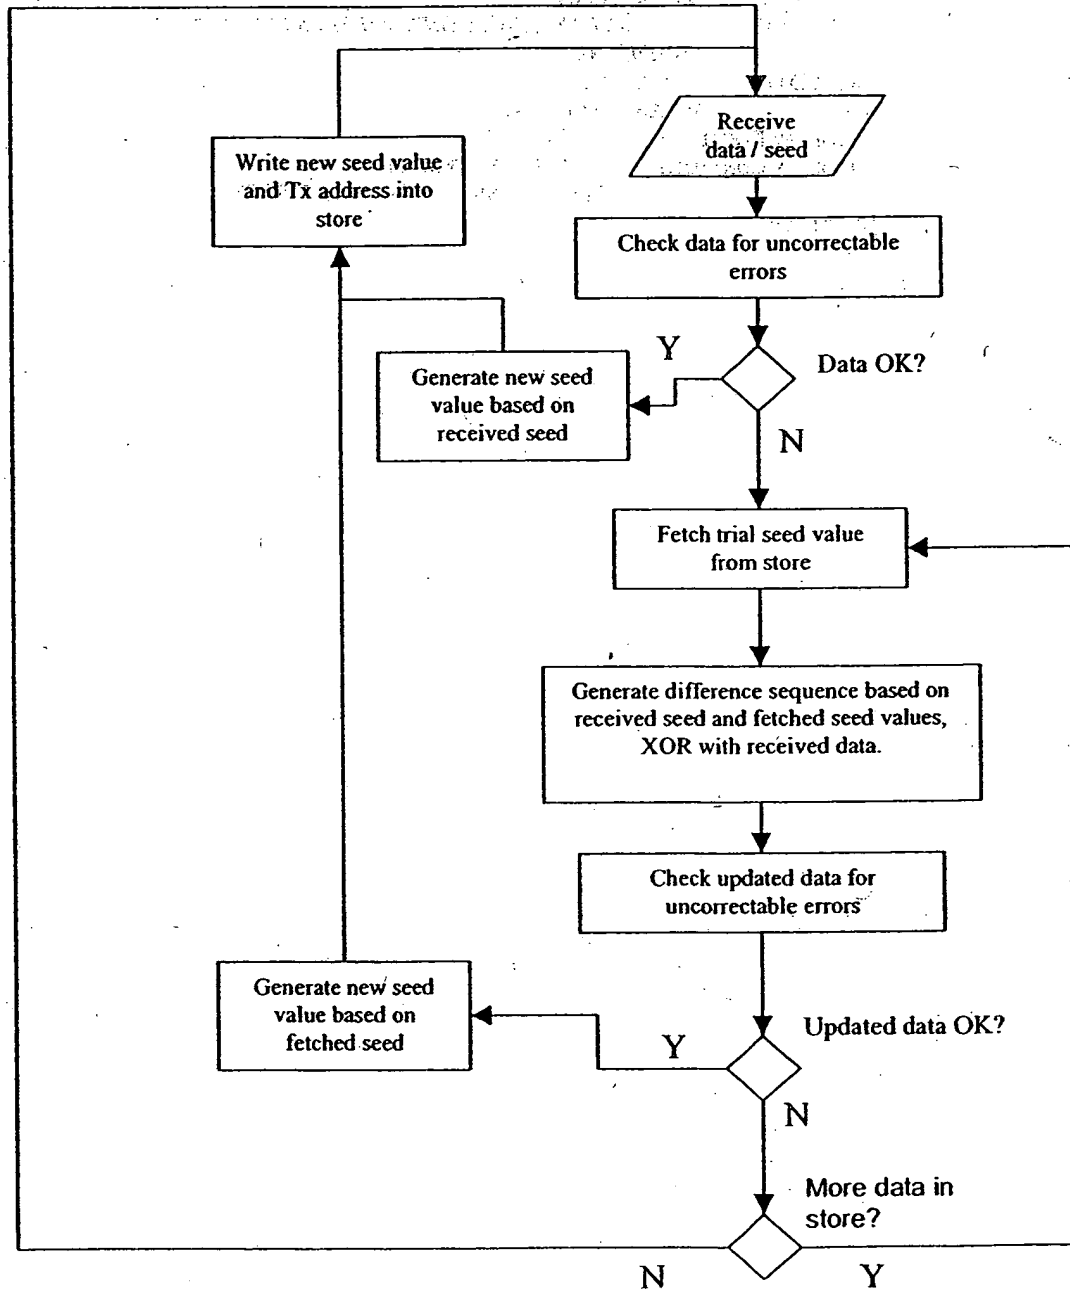 Receive
data / seed
Write new seed value
and Tx address into
store
Check data for uncorrectable
errors
Y
Data OK?
Generate new seed
value based on
received seed
N
Fetch trial seed value
from store
Generate difference sequence based on
received seed and fetched seed values,
XOR with received data.
Check updated data for
uncorrectable errors
Generate new seed
value based on
fetched seed
Updated data OK?
Y
N
More data in
store?
N
Y